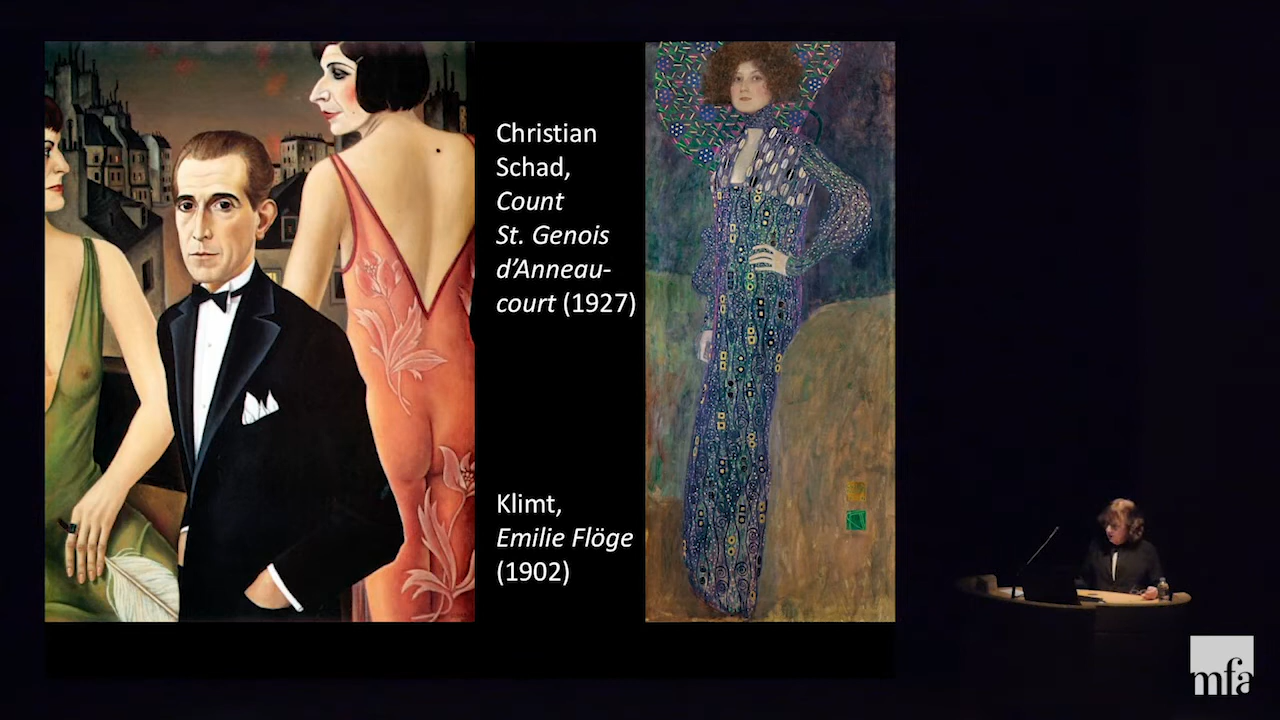 Christian
Schad,
Count
St. Genois
d’Anneau-
court (1927)
Klimt,
Emilie Flöge
(1902)
mfa